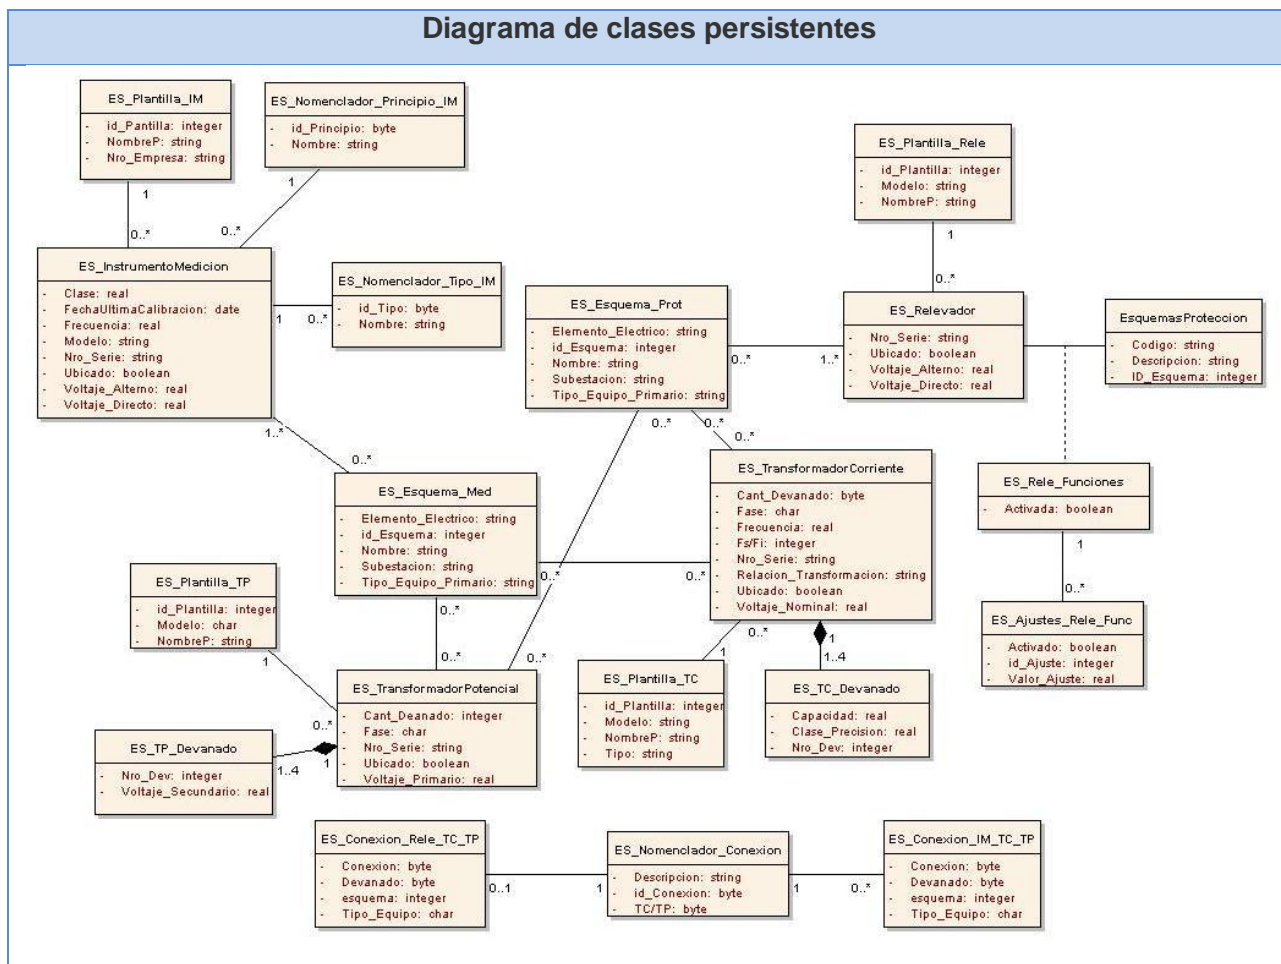 Diagrama de clases persistentes
ES_Plantilla_IM
- id_Pantilla: integer
- NombreP: string
- Nro_Empresa: string
ES_Nomenclador_Principio_IM
- id_Principio: byte
- Nombre: string
1
0..*
1
0..*
ES_Plantilla_Rele
- id_Plantilla: integer
- Modelo: string
- NombreP: string
1
0..*
ES_InstrumentoMedicion
- Clase: real
- FechaUltimaCalibracion: date
- Frecuencia: real
- Modelo: string
- Nro_Serie: string
- Ubicado: boolean
- Voltaje_Alterno: real
- Voltaje_Directo: real
1
0..*
ES_Nomenclador_Tipo_IM
- id_Tipo: byte
- Nombre: string
ES_Esquema_Prot
- Elemento_Electrico: string
- id_Esquema: integer
- Nombre: string
- Subestacion: string
- Tipo_Equipo_Primario: string
0..*
1..*
ES_Relevador
- Nro_Serie: string
- Ubicado: boolean
- Voltaje_Alterno: real
- Voltaje_Directo: real
EsquemasProteccion
- Codigo: string
- Descripcion: string
- ID_Esquema: integer
1..*
0..*
0..*
0..*
0..*
ES_Esquema_Med
- Elemento_Electrico: string
- id_Esquema: integer
- Nombre: string
- Subestacion: string
- Tipo_Equipo_Primario: string
0..*
0..*
ES_TransformadorCorriente
- Cant_Devanado: byte
- Fase: char
- Frecuencia: real
- Fs/Fi: integer
- Nro_Serie: string
- Relacion_Transformacion: string
- Ubicado: boolean
- Voltaje_Nominal: real
ES_Rele_Funciones
- Activada: boolean
1
0..*
ES_Ajustes_Rele_Func
- Activado: boolean
- id_Ajuste: integer
- Valor_Ajuste: real
ES_Plantilla_TP
- id_Plantilla: integer
- Modelo: char
- NombreP: string
1
0..*
0..*
0..*
0..*
0..*
1
1
1..4
ES_TransformadorPotencial
- Cant_Deanado: integer
- Fase: char
- Nro_Serie: string
- Ubicado: boolean
- Voltaje_Primario: real
ES_Plantilla_TC
- id_Plantilla: integer
- Modelo: string
- NombreP: string
- Tipo: string
ES_TC_Devanado
- Capacidad: real
- Clase_Precision: real
- Nro_Dev: integer
ES_TP_Devanado
- Nro_Dev: integer
- Voltaje_Secundario: real
1..4
1
ES_Conexion_Rele_TC_TP
- Conexion: byte
- Devanado: byte
- esquema: integer
- Tipo_Equipo: char
0..1
1
ES_Nomenclador_Conexion
- Descripcion: string
- id_Conexion: byte
- TC/TP: byte
1
0..*
ES_Conexion_IM_TC_TP
- Conexion: byte
- Devanado: byte
- esquema: integer
- Tipo_Equipo: char